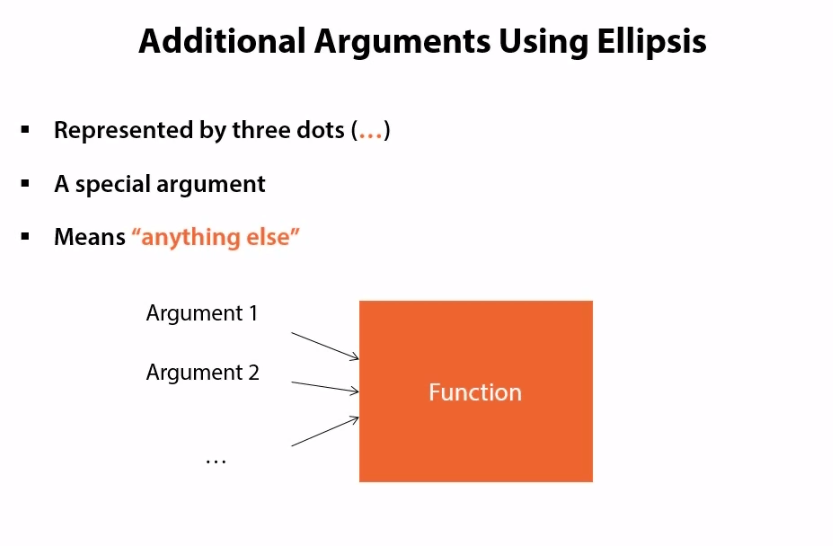 Additional Arguments Using Ellipsis
▪ Represented by three dots (...)
▪ A special argument
▪ Means “anything else”
Argument 1
Argument 2
...
Function